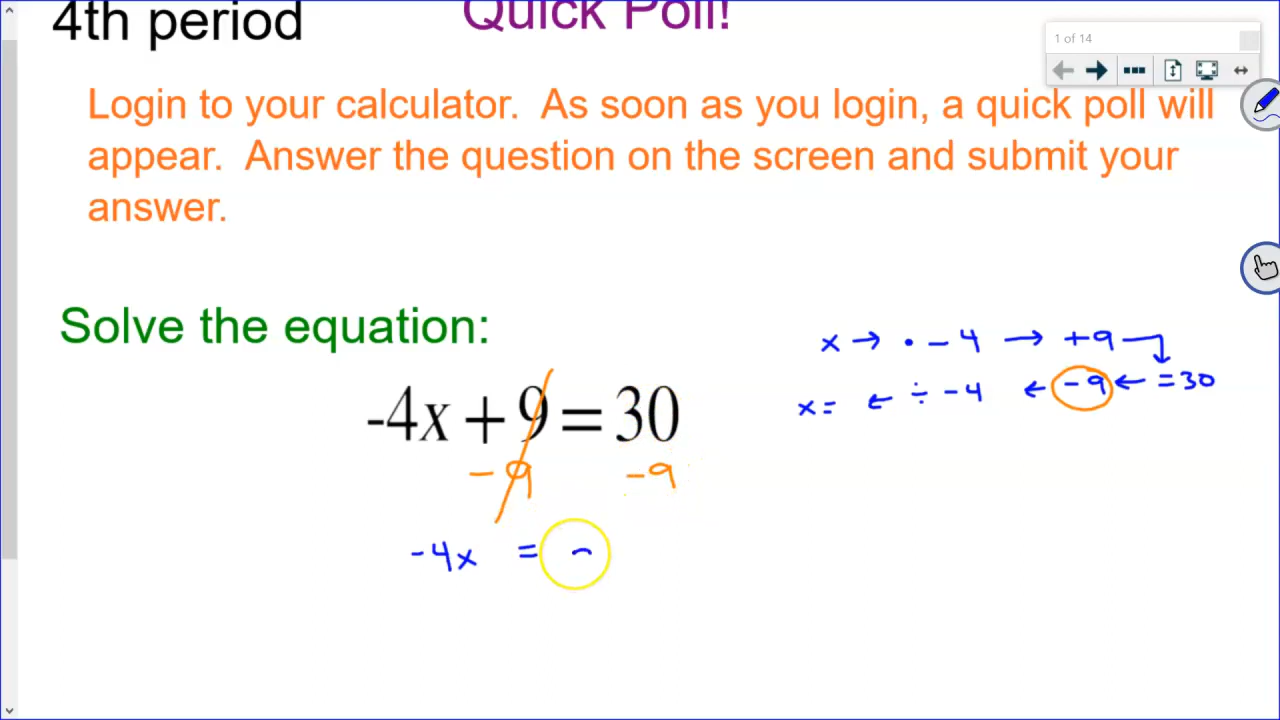 4th period
Quick Poll!
1 of 14
Login to your calculator. As soon as you login, a quick poll will
appear. Answer the question on the screen and submit your
answer.
Solve the equation:
-4x + 9 = 30
- 9 -9
-4x =
x → · -4 → +9
x = ← ÷ -4 ← -9 ← = 30